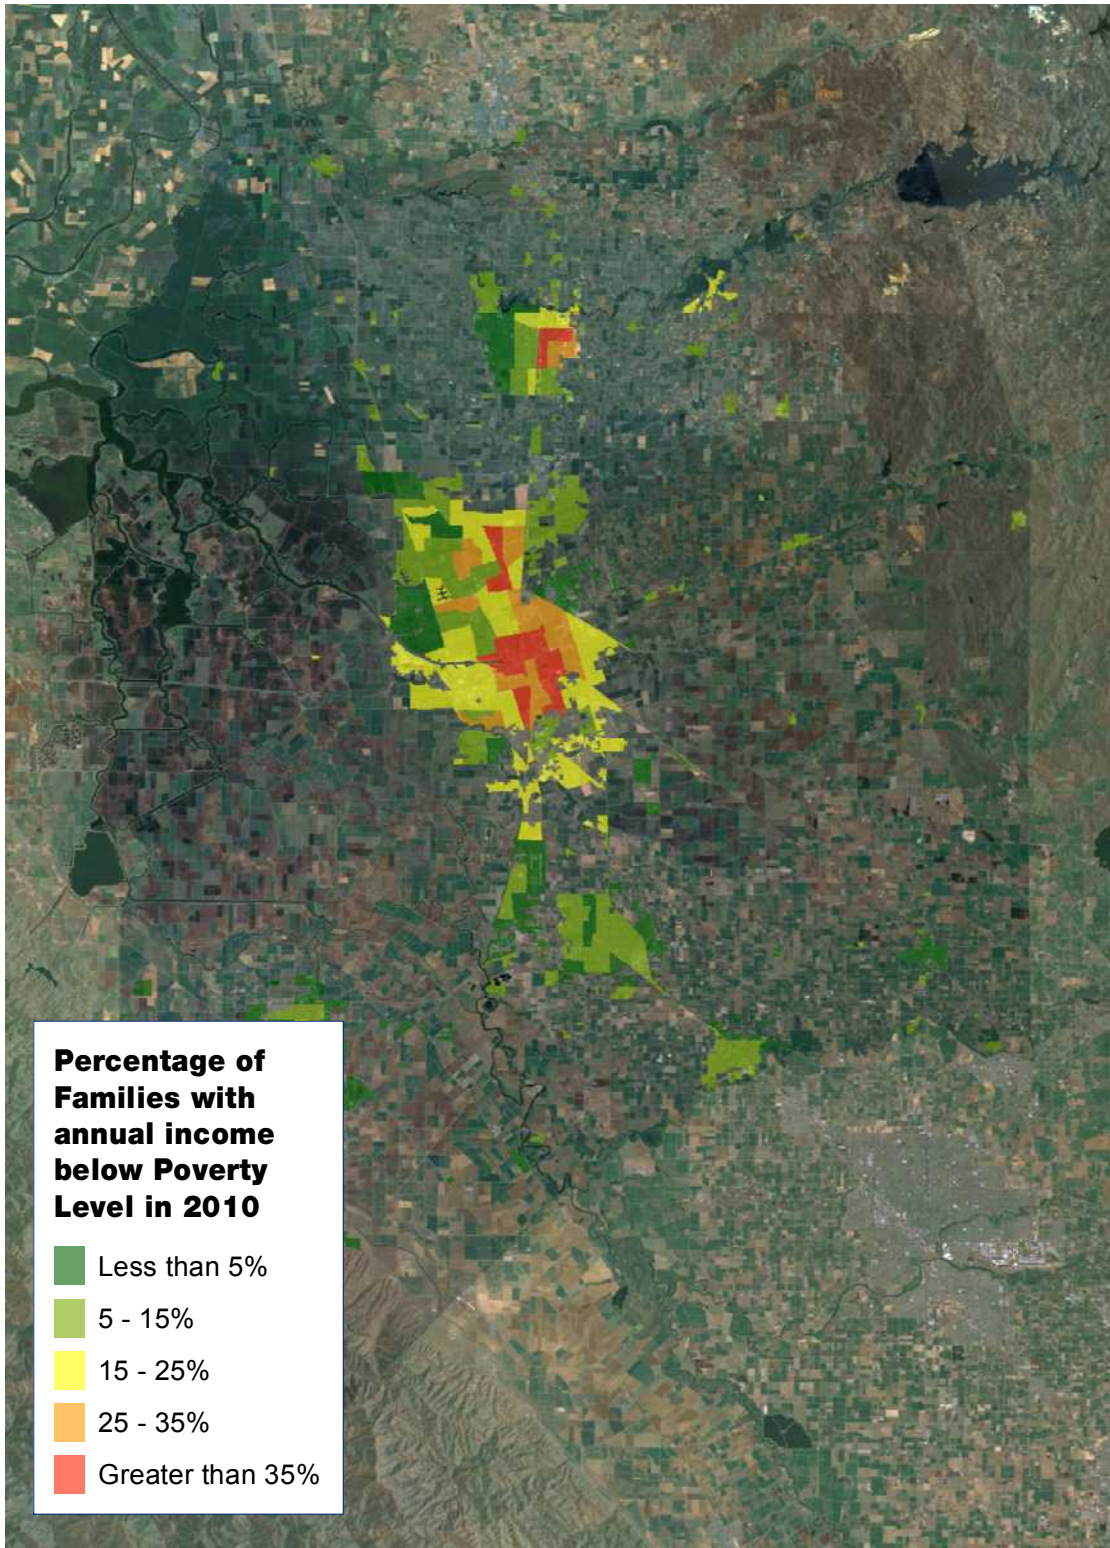 Percentage of
Families with
annual income
below Poverty
Level in 2010
Less than 5%
5 - 15%
15 - 25%
25 - 35%
Greater than 35%